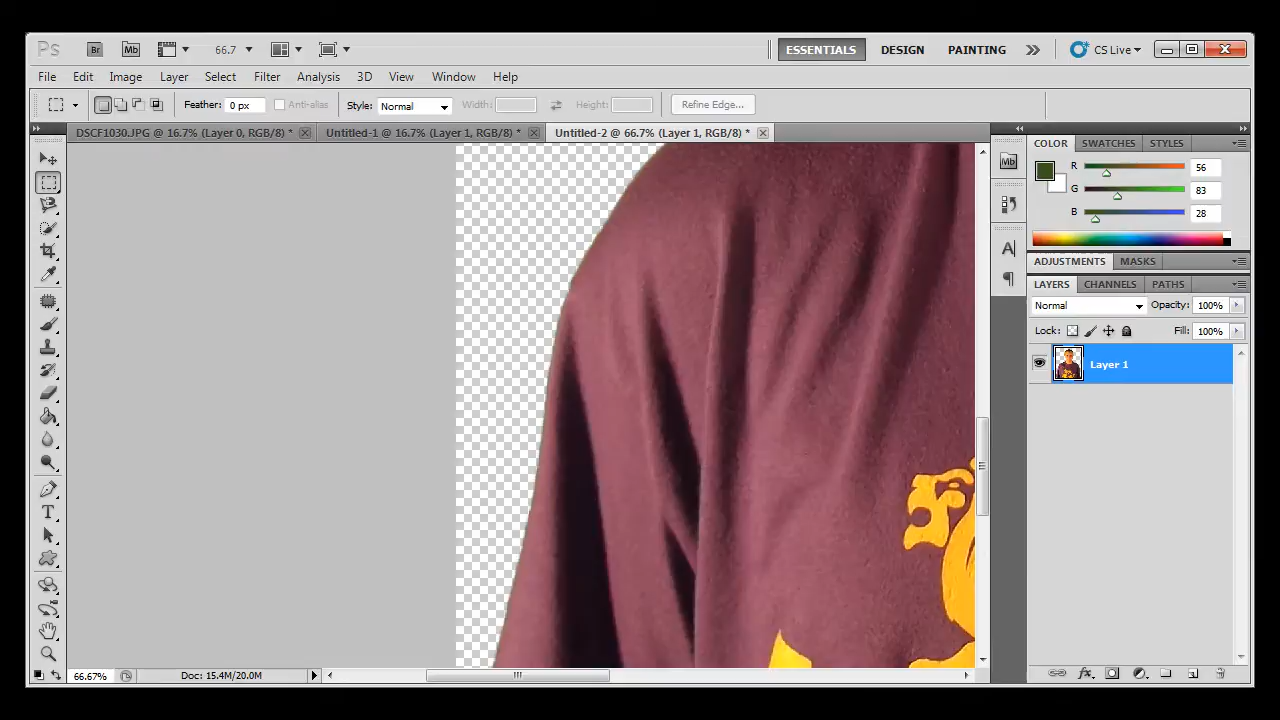 Ps Br Mb 66.7 ESSENTIALS DESIGN PAINTING CS Live
File Edit Image Layer Select Filter Analysis 3D View Window Help
Feather: 0 px Anti-alias Style: Normal Width: Height: Refine Edge...
DSCF1030.JPG @ 16.7% (Layer 0, RGB/8) * Untitled-1 @ 16.7% (Layer 1, RGB/8) * Untitled-2 @ 66.7% (Layer 1, RGB/8) *
COLOR SWATCHES STYLES
Mb
R 56
G 83
B 28
A
ADJUSTMENTS MASKS
LAYERS CHANNELS PATHS
Normal Opacity: 100%
Lock: Fill: 100%
Layer 1
T
66.67% Doc: 15.4M/20.0M